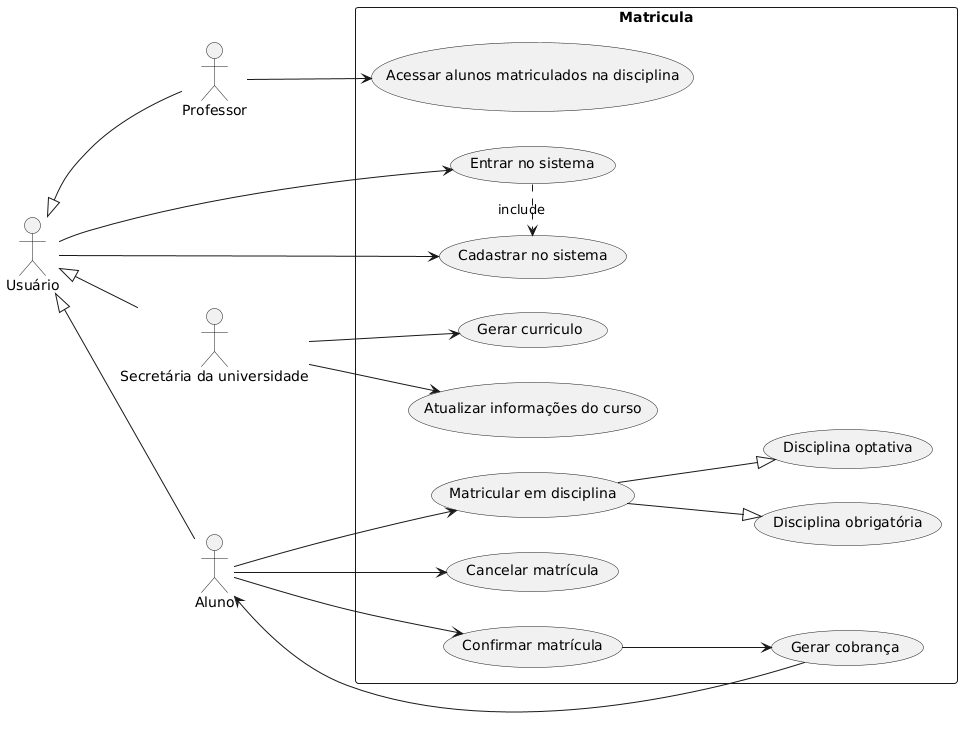 Matricula
Professor
Acessar alunos matriculados na disciplina
Entrar no sistema
include
Usuário
Cadastrar no sistema
Gerar curriculo
Secretária da universidade
Atualizar informações do curso
Disciplina optativa
Matricular em disciplina
Disciplina obrigatória
Cancelar matrícula
Aluno
Confirmar matrícula
Gerar cobrança